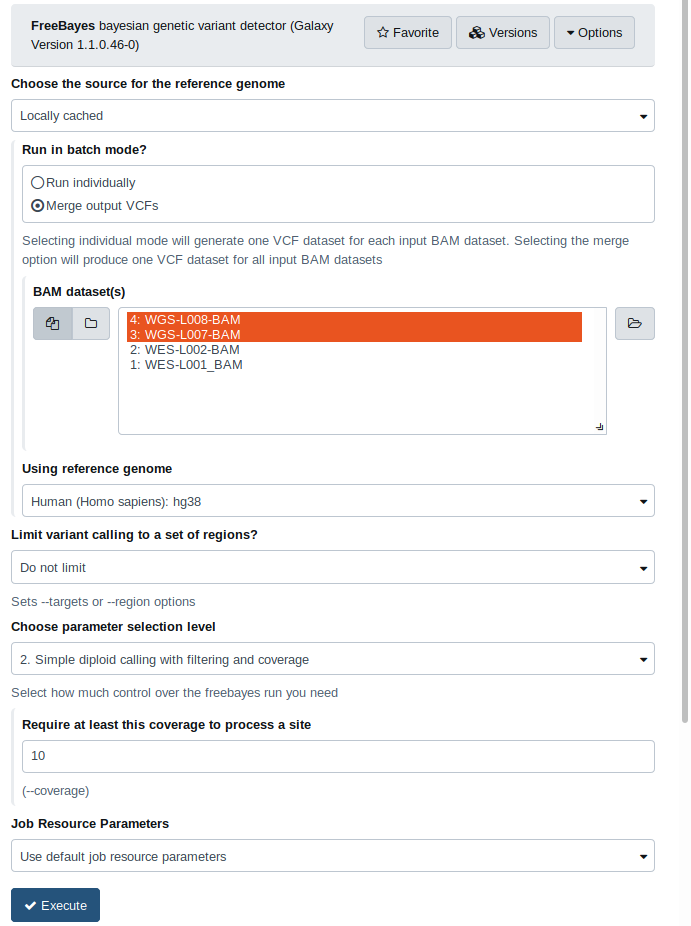 FreeBayes bayesian genetic variant detector (Galaxy
Version 1.1.0.46-0)
Favorite
Versions
Options
Choose the source for the reference genome
Locally cached
Run in batch mode?
Run individually
Merge output VCFs
Selecting individual mode will generate one VCF dataset for each input BAM dataset. Selecting the merge
option will produce one VCF dataset for all input BAM datasets
BAM dataset(s)
4: WGS-L008-BAM
3: WGS-L007-BAM
2: WES-L002-BAM
1: WES-L001_BAM
Using reference genome
Human (Homo sapiens): hg38
Limit variant calling to a set of regions?
Do not limit
Sets --targets or --region options
Choose parameter selection level
2. Simple diploid calling with filtering and coverage
Select how much control over the freebayes run you need
Require at least this coverage to process a site
10
(--coverage)
Job Resource Parameters
Use default job resource parameters
Execute